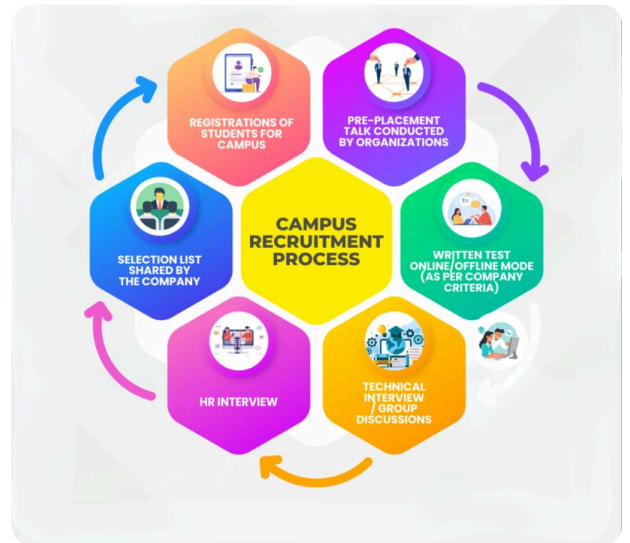 REGISTRATIONS OF
STUDENTS FOR
CAMPUS
PRE-PLACEMENT
TALK CONDUCTED
BY ORGANIZATIONS
WRITTEN TEST
ONLINE/OFFLINE MODE
(AS PER COMPANY
CRITERIA)
TECHNICAL
INTERVIEW
/ GROUP
DISCUSSIONS
HR INTERVIEW
SELECTION LIST
SHARED BY
THE COMPANY
CAMPUS
RECRUITMENT
PROCESS